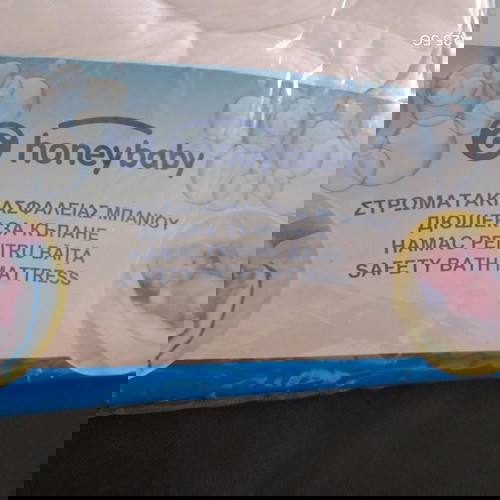 honeybaby
ΣΤΡΩΜΑΤΑΚΙ ΑΣΦΑΛΕΙΑΣ ΜΠΑΝΙΟΥ
ДЮШЕК ЗА КЪПАНЕ
HAMAC PENTRU BAITA
SAFETY BATH MATTRESS